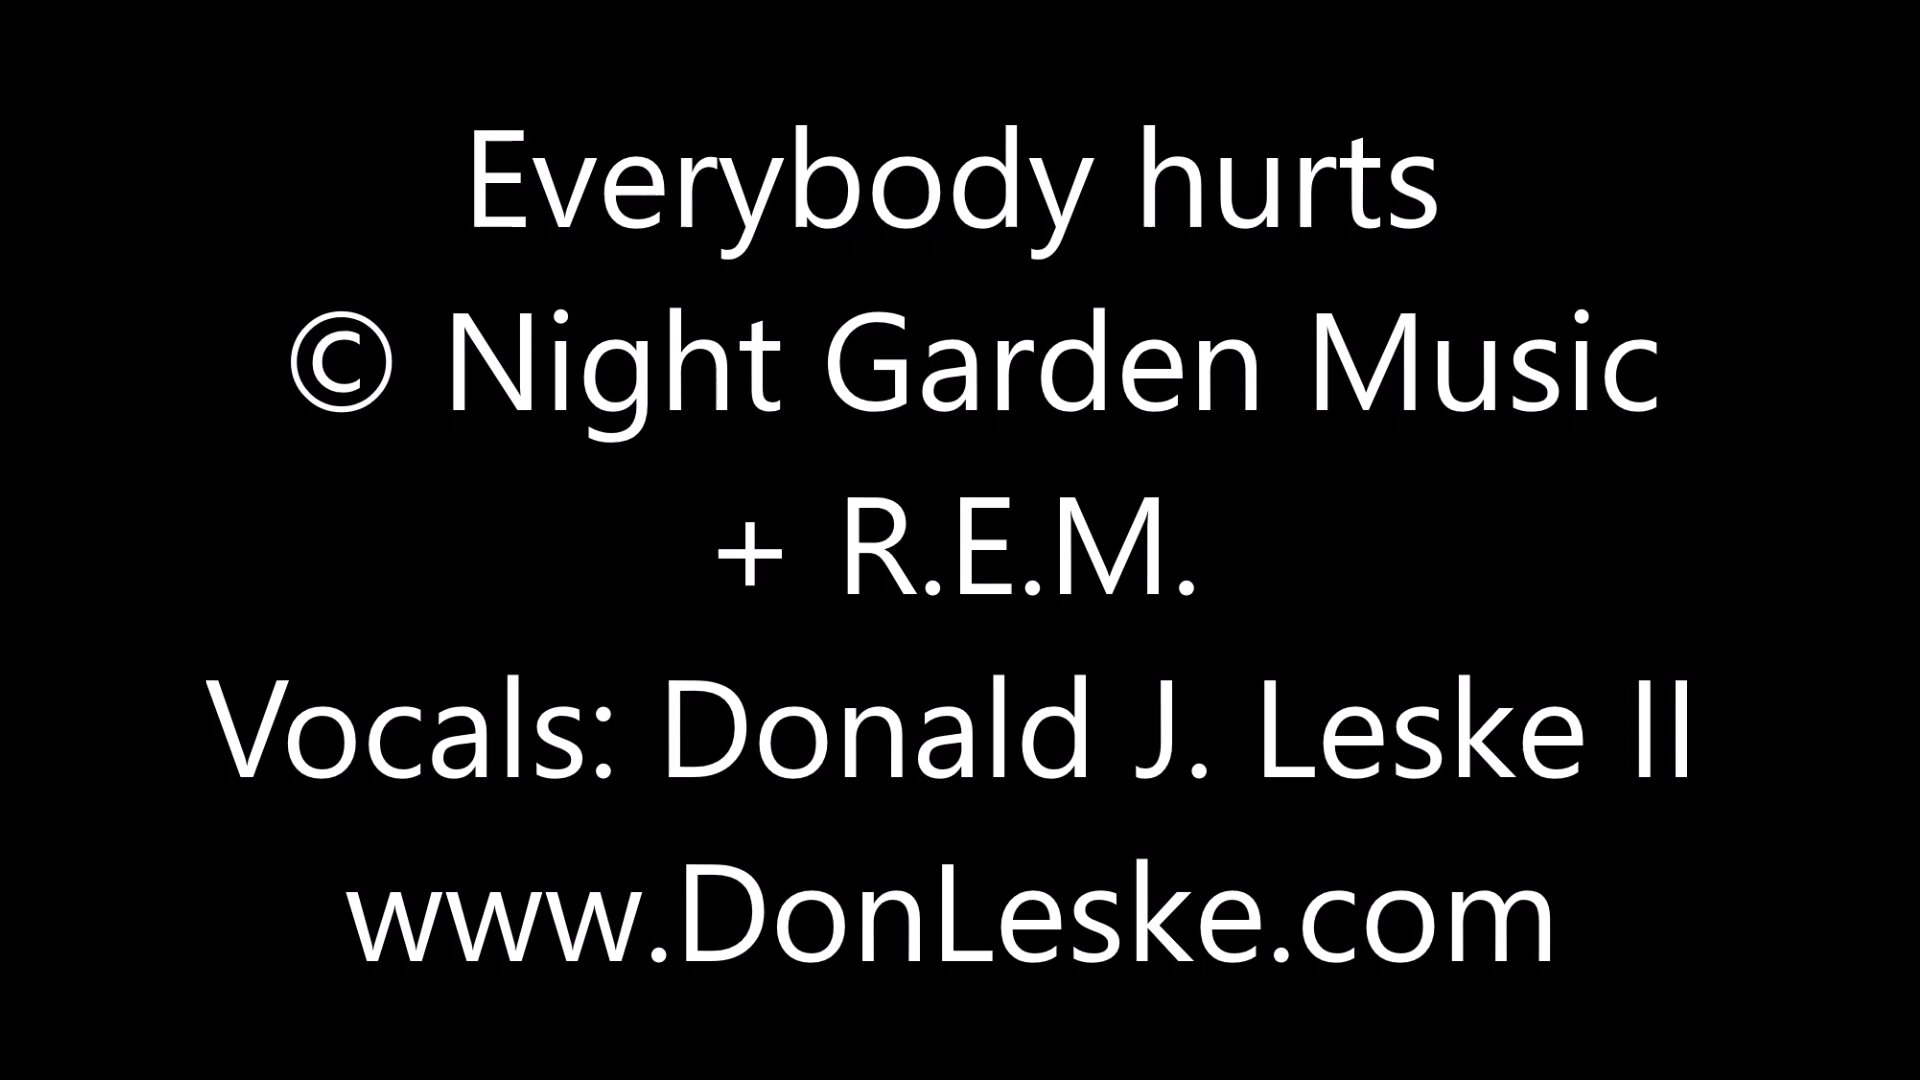 Everybody hurts
© Night Garden Music
+ R.E.M.
Vocals: Donald J. Leske II
www.DonLeske.com